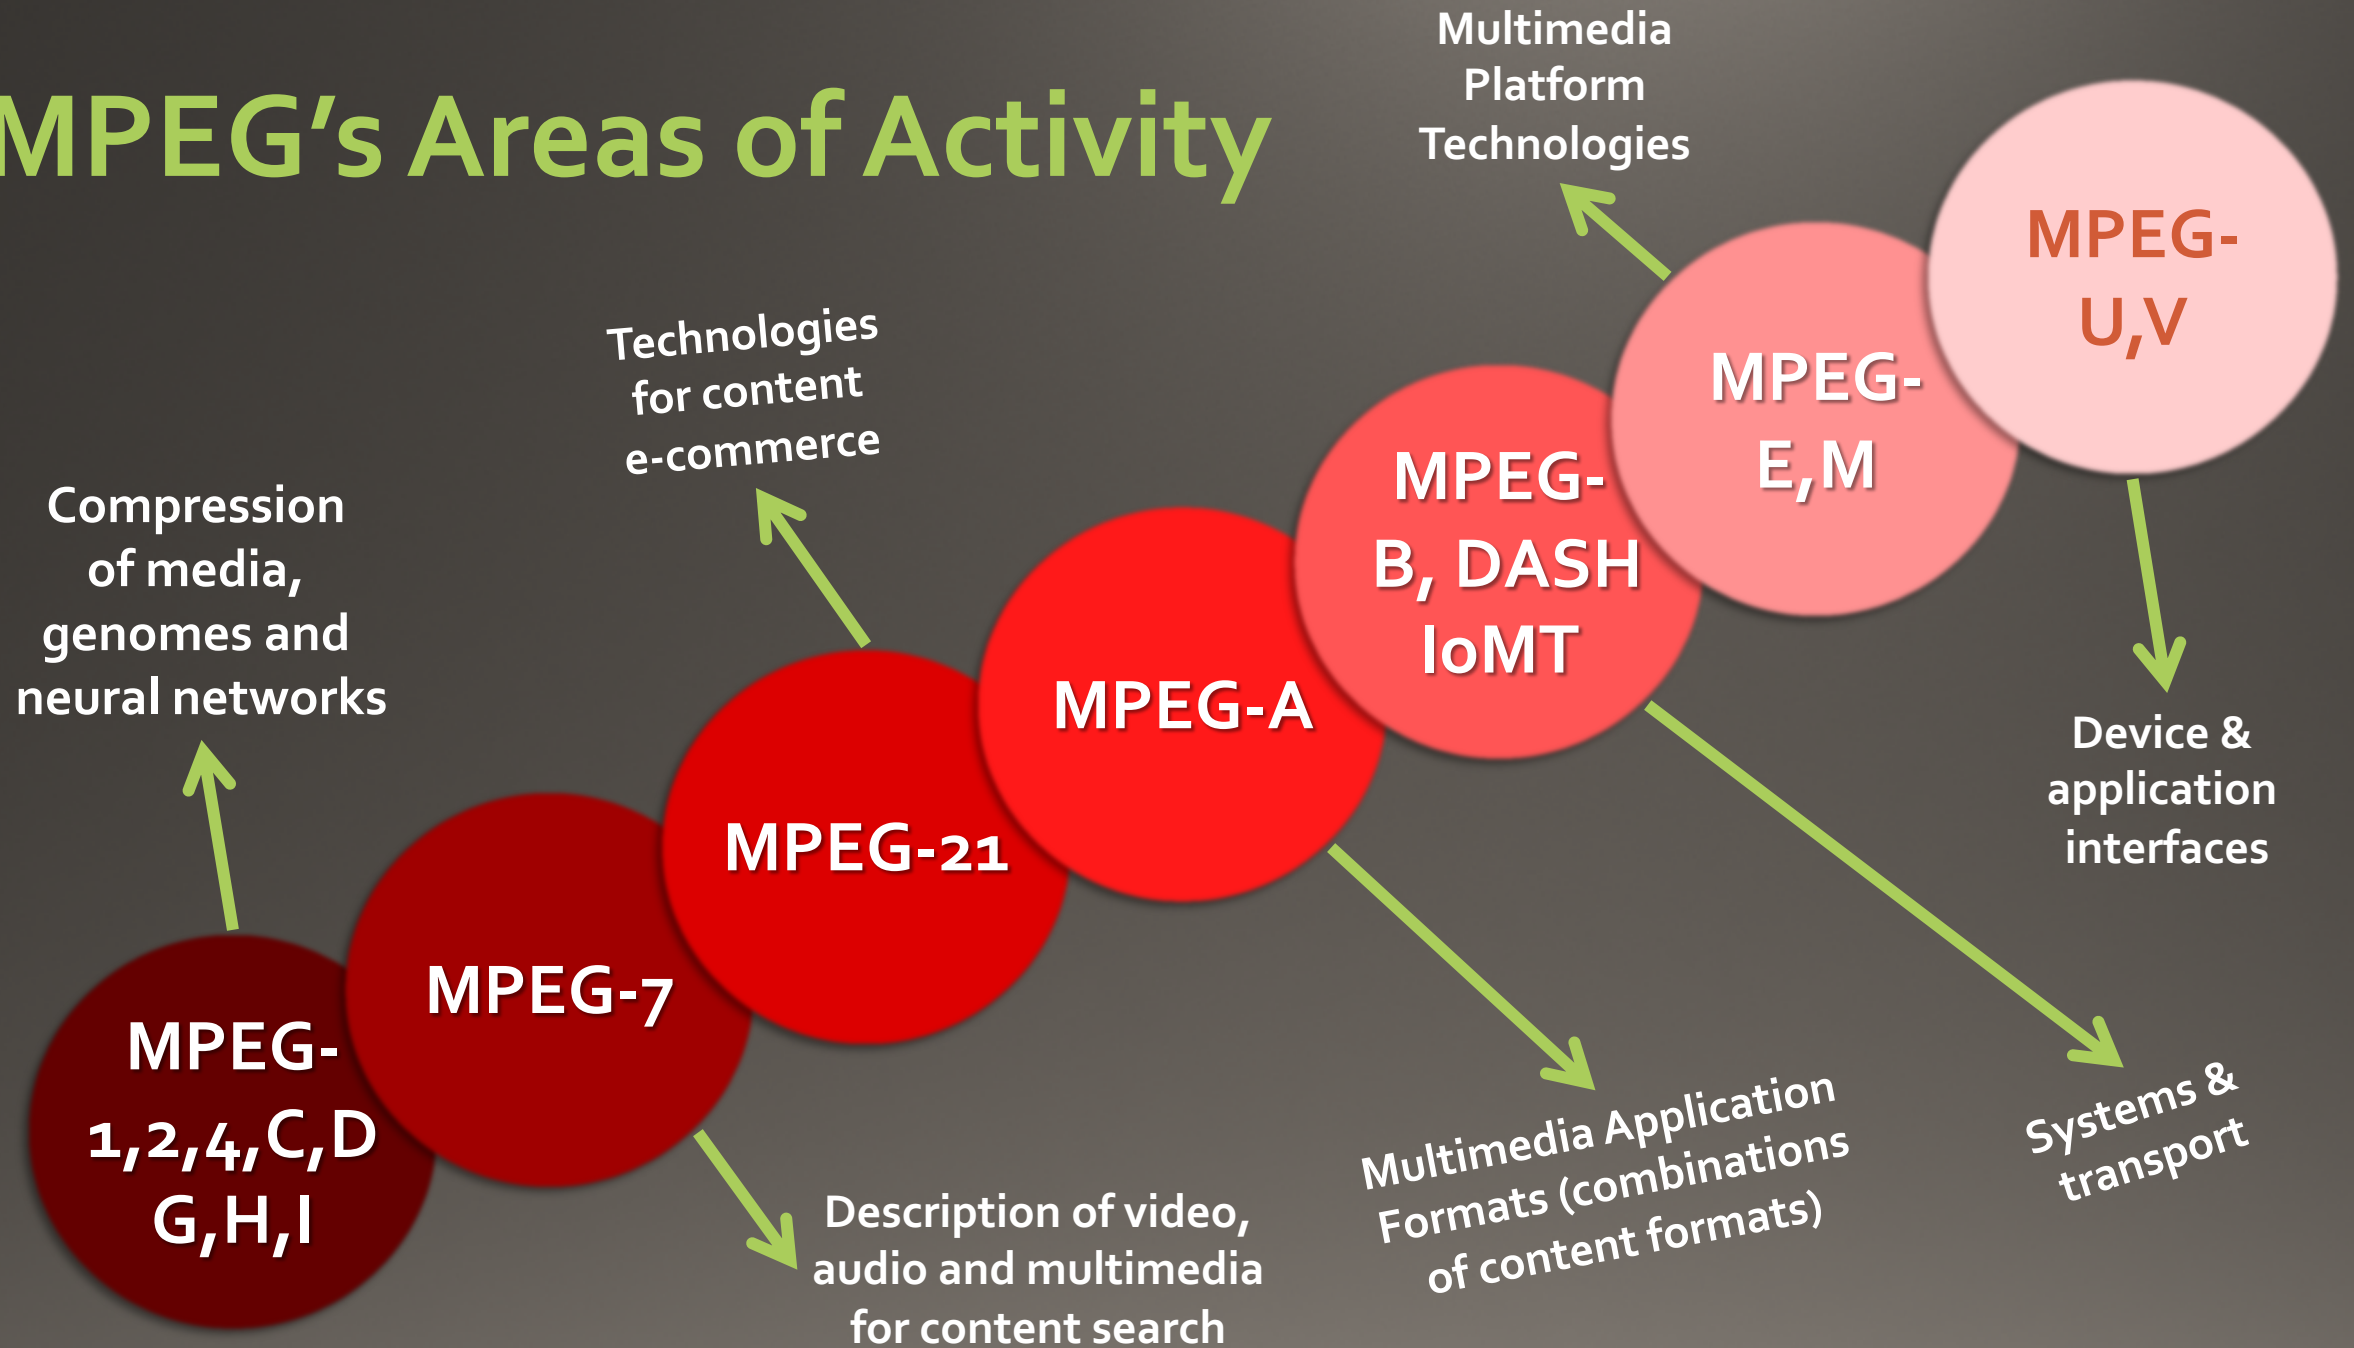 MPEG’s Areas of Activity
Multimedia
Platform
Technologies
Technologies
for content
e-commerce
Compression
of media,
genomes and
neural networks
MPEG-
1,2,4,C,D
G,H,I
MPEG-7
MPEG-21
MPEG-A
MPEG-
B, DASH
IoMT
MPEG-
E,M
MPEG-
U,V
Description of video,
audio and multimedia
for content search
Multimedia Application
Formats (combinations
of content formats)
Systems &
transport
Device &
application
interfaces